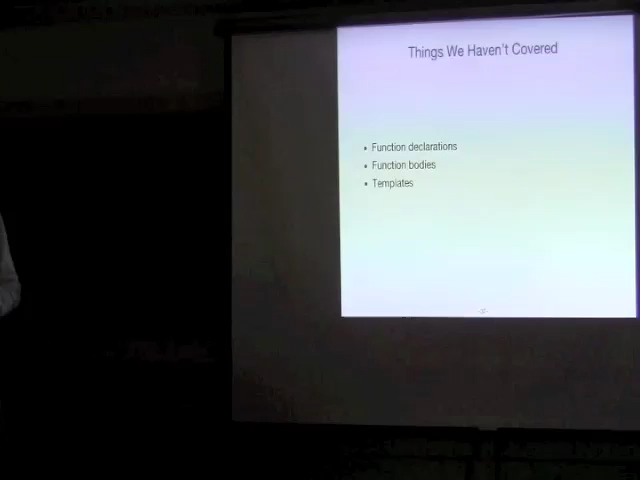 Things We Haven't Covered
• Function declarations
• Function bodies
• Templates